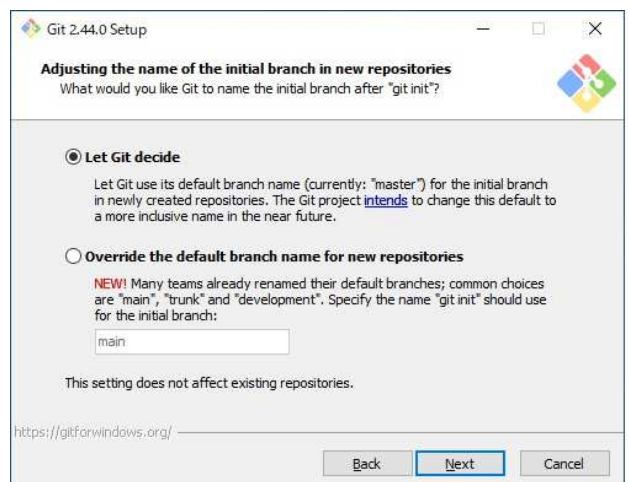 Git 2.44.0 Setup
Adjusting the name of the initial branch in new repositories
What would you like Git to name the initial branch after "git init"?
Let Git decide
Let Git use its default branch name (currently: "master") for the initial branch
in newly created repositories. The Git project intends to change this default to
a more inclusive name in the near future.
Override the default branch name for new repositories
NEW! Many teams already renamed their default branches; common choices
are "main", "trunk" and "development". Specify the name "git init" should use
for the initial branch:
main
This setting does not affect existing repositories.
https://gitforwindows.org/
Back
Next
Cancel